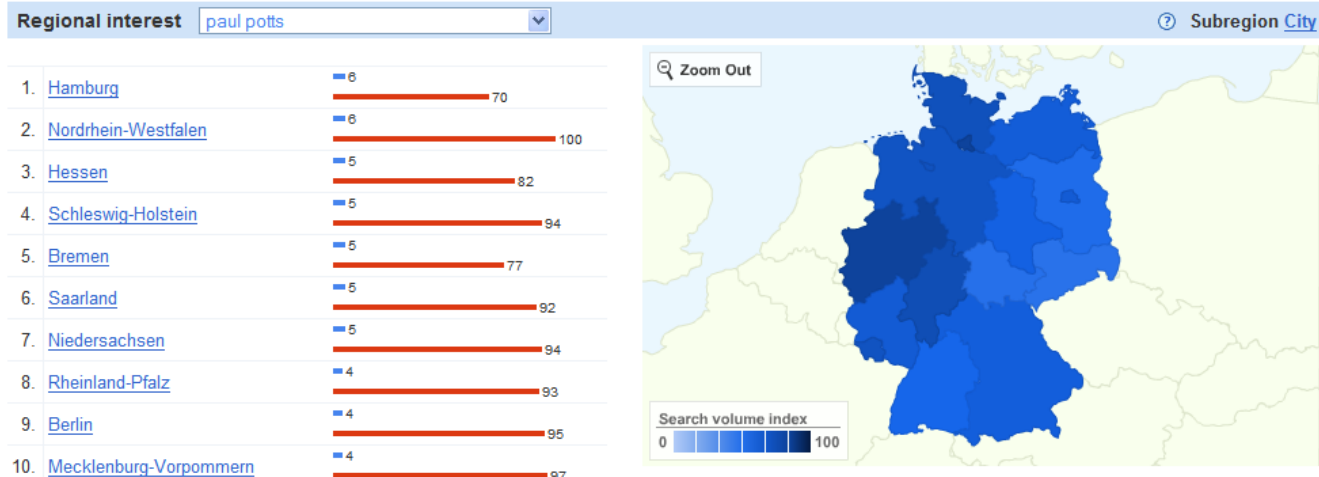 Regional interest paul potts Subregion City
Zoom Out
1. Hamburg 6 70
2. Nordrhein-Westfalen 6 100
3. Hessen 5 82
4. Schleswig-Holstein 5 94
5. Bremen 5 77
6. Saarland 5 92
7. Niedersachsen 5 94
8. Rheinland-Pfalz 4 93
9. Berlin 4 95
10. Mecklenburg-Vorpommern 4 97
Search volume index
0 100